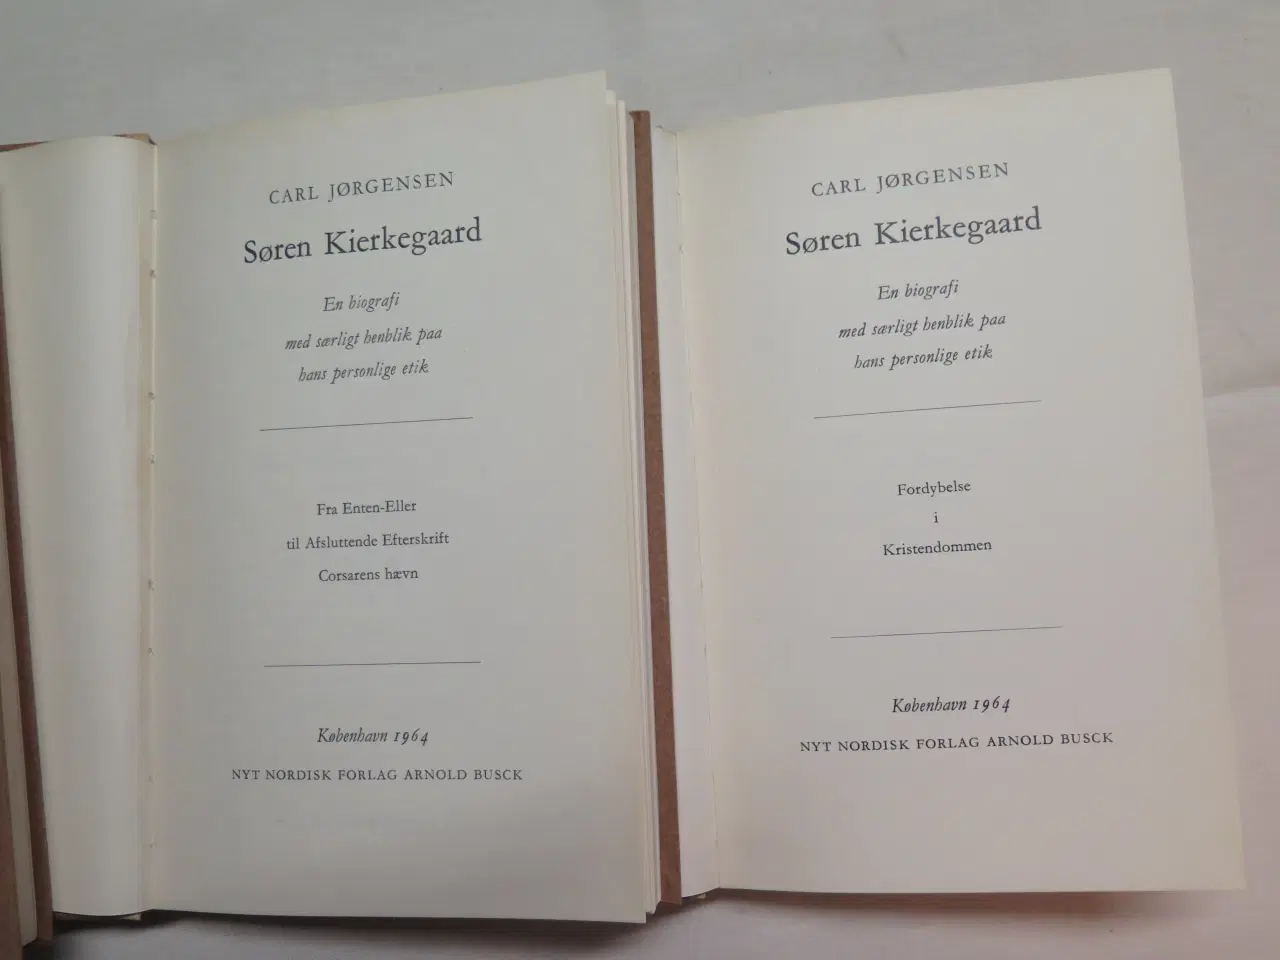 CARL JØRGENSEN
Søren Kierkegaard
En biografi
med særligt henblik paa
hans personlige etik
Fra Enten-Eller
til Afsluttende Efterskrift
Corsarens hævn
København 1964
NYT NORDISK FORLAG ARNOLD BUSCK
CARL JØRGENSEN
Søren Kierkegaard
En biografi
med særligt henblik paa
hans personlige etik
Fordybelse
i
Kristendommen
København 1964
NYT NORDISK FORLAG ARNOLD BUSCK